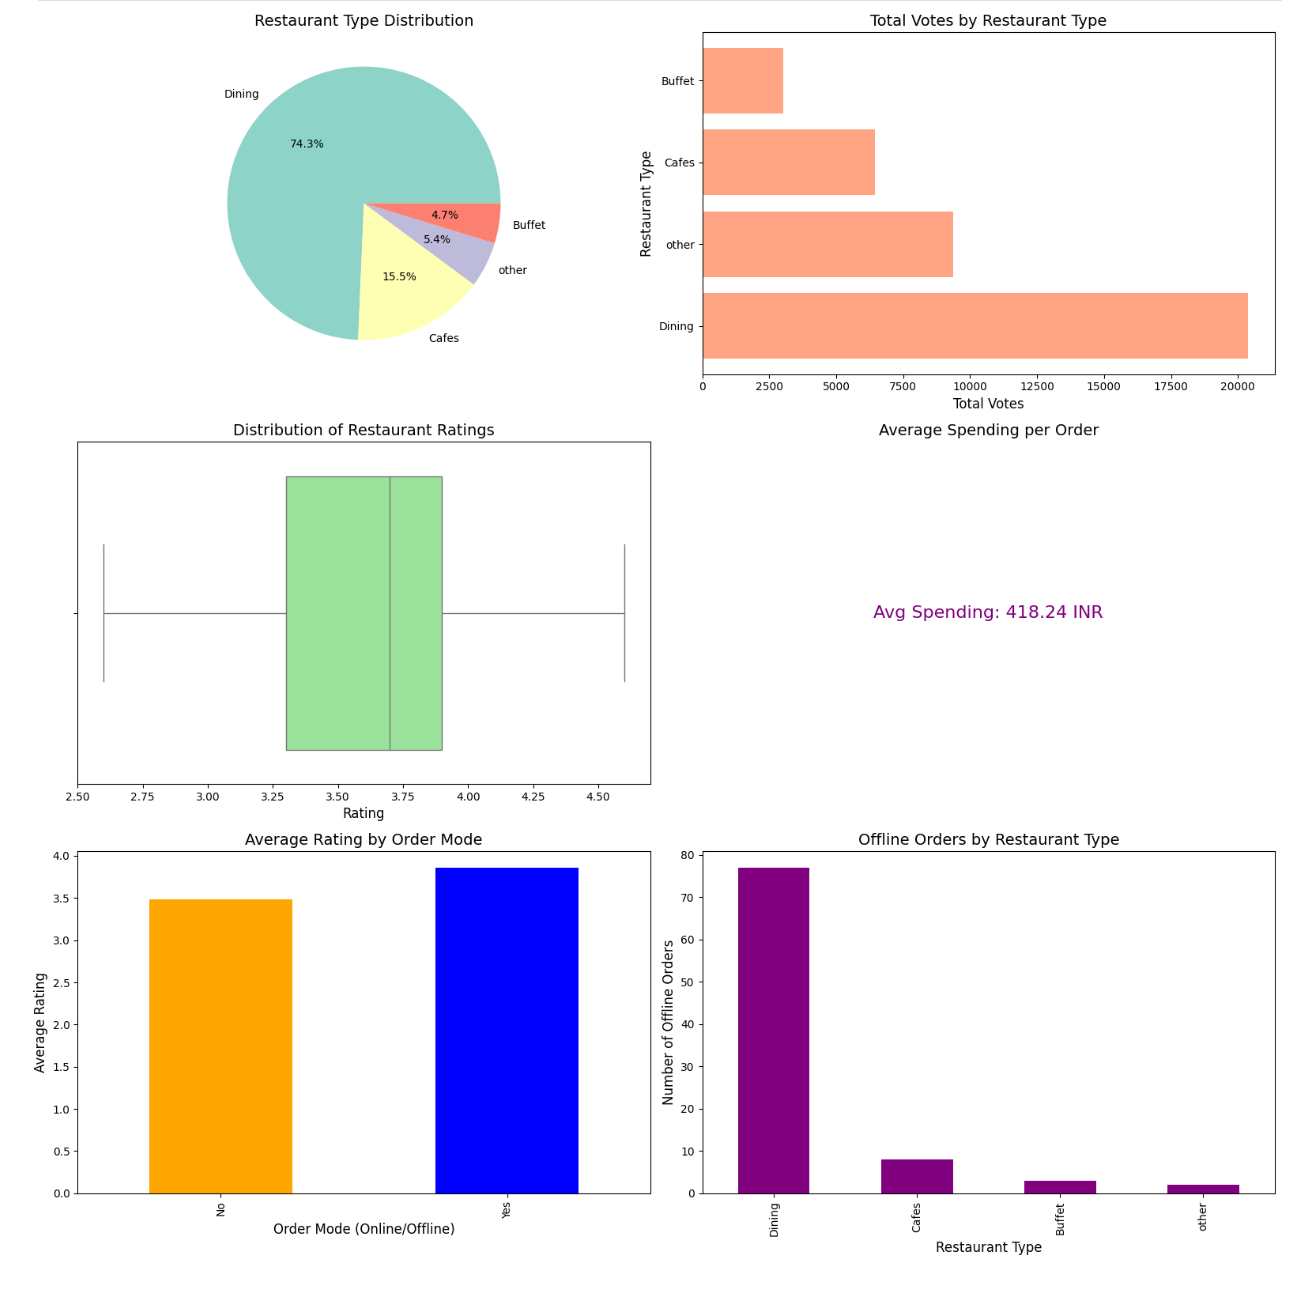 Restaurant Type Distribution
Dining
74.3%
4.7%
Buffet
5.4%
other
15.5%
Cafes
Total Votes by Restaurant Type
Restaurant Type
Buffet
Cafes
other
Dining
0 2500 5000 7500 10000 12500 15000 17500 20000
Total Votes
Distribution of Restaurant Ratings
2.50 2.75 3.00 3.25 3.50 3.75 4.00 4.25 4.50
Rating
Average Spending per Order
Avg Spending: 418.24 INR
Average Rating by Order Mode
Average Rating
4.0
3.5
3.0
2.5
2.0
1.5
1.0
0.5
0.0
No Yes
Order Mode (Online/Offline)
Offline Orders by Restaurant Type
Number of Offline Orders
80
70
60
50
40
30
20
10
0
Dining Cafes Buffet other
Restaurant Type